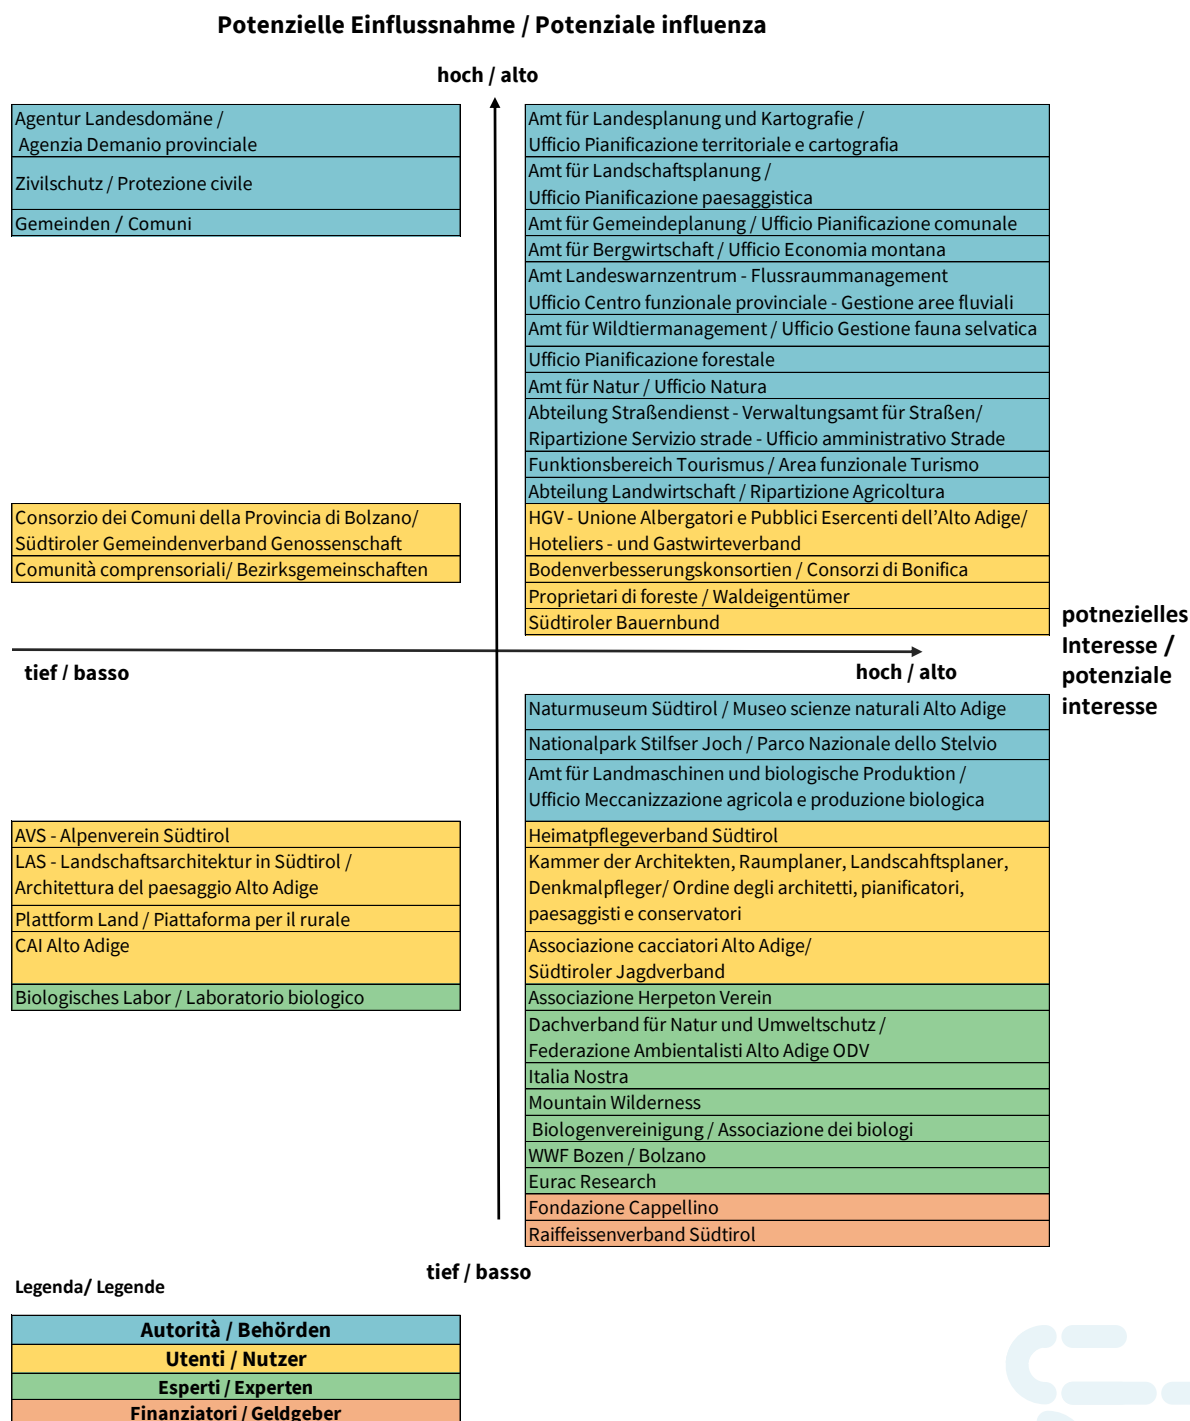 Potenzielle Einflussnahme / Potenziale influenza
hoch / alto
Agentur Landesdomäne /
Agenzia Demanio provinciale
Zivilschutz / Protezione civile
Gemeinden / Comuni
Consorzio dei Comuni della Provincia di Bolzano/
Südtiroler Gemeindenverband Genossenschaft
Comunità comprensoriali/ Bezirksgemeinschaften
Amt für Landesplanung und Kartografie /
Ufficio Pianificazione territoriale e cartografia
Amt für Landschaftsplanung /
Ufficio Pianificazione paesaggistica
Amt für Gemeindeplanung / Ufficio Pianificazione comunale
Amt für Bergwirtschaft / Ufficio Economia montana
Amt Landeswarnzentrum - Flussraummanagement
Ufficio Centro funzionale provinciale - Gestione aree fluviali
Amt für Wildtiermanagement / Ufficio Gestione fauna selvatica
Ufficio Pianificazione forestale
Amt für Natur / Ufficio Natura
Abteilung Straßendienst - Verwaltungsamt für Straßen/
Ripartizione Servizio strade - Ufficio amministrativo Strade
Funktionsbereich Tourismus / Area funzionale Turismo
Abteilung Landwirtschaft / Ripartizione Agricoltura
HGV - Unione Albergatori e Pubblici Esercenti dell’Alto Adige/
Hoteliers - und Gastwirteverband
Bodenverbesserungskonsortien / Consorzi di Bonifica
Proprietari di foreste / Waldeigentümer
Südtiroler Bauernbund
potnezielles
Interesse /
potenziale
interesse
tief / basso
hoch / alto
AVS - Alpenverein Südtirol
LAS - Landschaftsarchitektur in Südtirol /
Architettura del paesaggio Alto Adige
Plattform Land / Piattaforma per il rurale
CAI Alto Adige
Biologisches Labor / Laboratorio biologico
Naturmuseum Südtirol / Museo scienze naturali Alto Adige
Nationalpark Stilfser Joch / Parco Nazionale dello Stelvio
Amt für Landmaschinen und biologische Produktion /
Ufficio Meccanizzazione agricola e produzione biologica
Heimatpflegeverband Südtirol
Kammer der Architekten, Raumplaner, Landscahftsplaner,
Denkmalpfleger/ Ordine degli architetti, pianificatori,
paesaggisti e conservatori
Associazione cacciatori Alto Adige/
Südtiroler Jagdverband
Associazione Herpeton Verein
Dachverband für Natur und Umweltschutz /
Federazione Ambientalisti Alto Adige ODV
Italia Nostra
Mountain Wilderness
Biologenvereinigung / Associazione dei biologi
WWF Bozen / Bolzano
Eurac Research
Fondazione Cappellino
Raiffeissenverband Südtirol
tief / basso
Legenda/ Legende
Autorità / Behörden
Utenti / Nutzer
Esperti / Experten
Finanziatori / Geldgeber